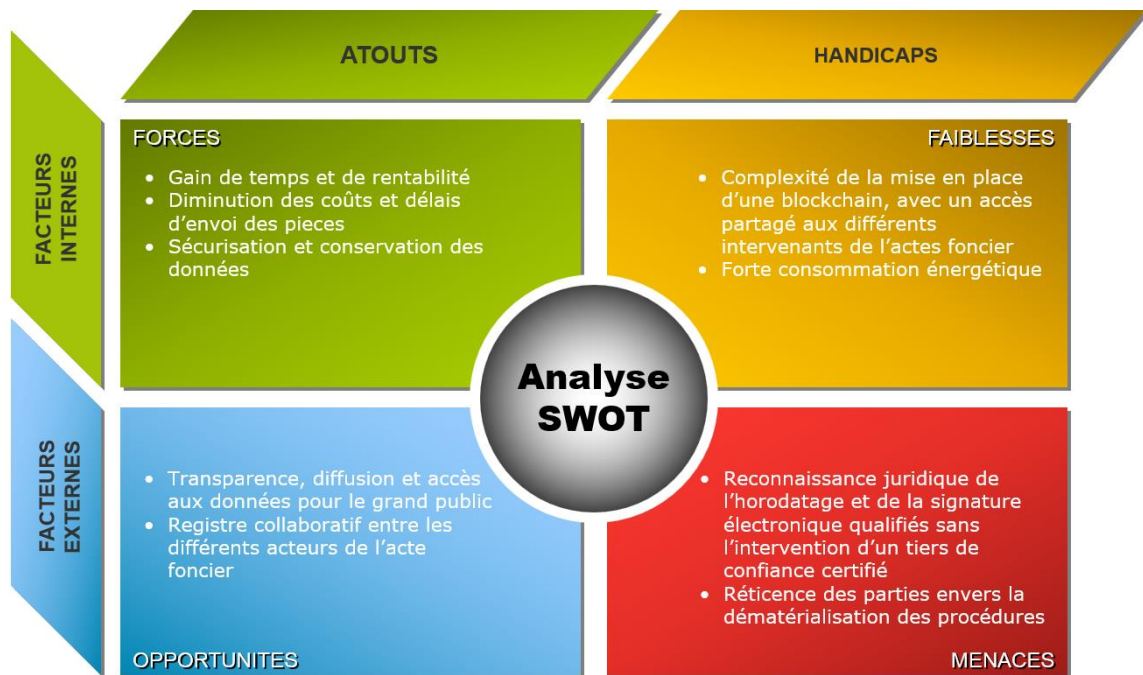 ATOUTS
HANDICAPS
FACTEURS
INTERNES
FORCES
• Gain de temps et de rentabilité
• Diminution des coûts et délais
d’envoi des pieces
• Sécurisation et conservation des
données
FAIBLESSES
• Complexité de la mise en place
d’une blockchain, avec un accès
partagé aux différents
intervenants de l’actes foncier
• Forte consommation énergétique
Analyse
SWOT
FACTEURS
EXTERNES
• Transparence, diffusion et accès
aux données pour le grand public
• Registre collaboratif entre les
différents acteurs de l’acte
foncier
OPPORTUNITES
• Reconnaissance juridique de
l’horodatage et de la signature
électronique qualifiés sans
l’intervention d’un tiers de
confiance certifié
• Réticence des parties envers la
dématérialisation des procédures
MENACES